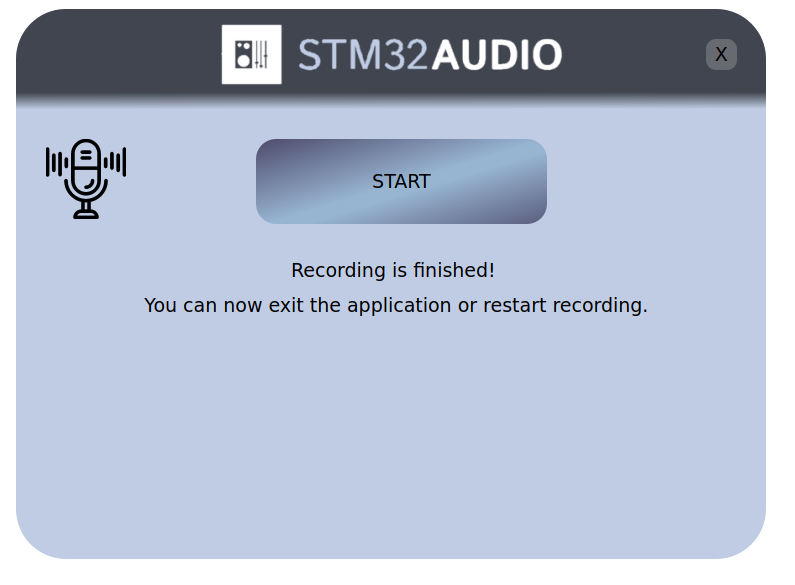 STM32AUDIO
X
START
Recording is finished!
You can now exit the application or restart recording.